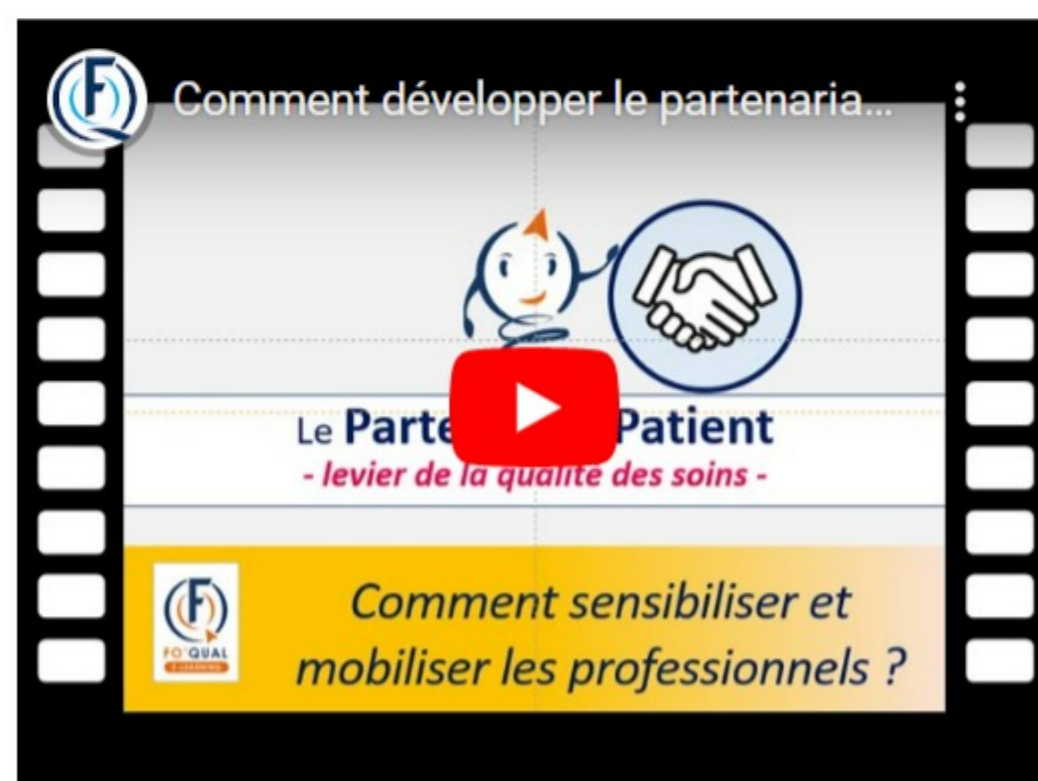 Comment développer le partenaria...
Le Parte Patient
- levier de la qualité des soins -
FO'QUAL
E-LEARNING
Comment sensibiliser et
mobiliser les professionnels ?